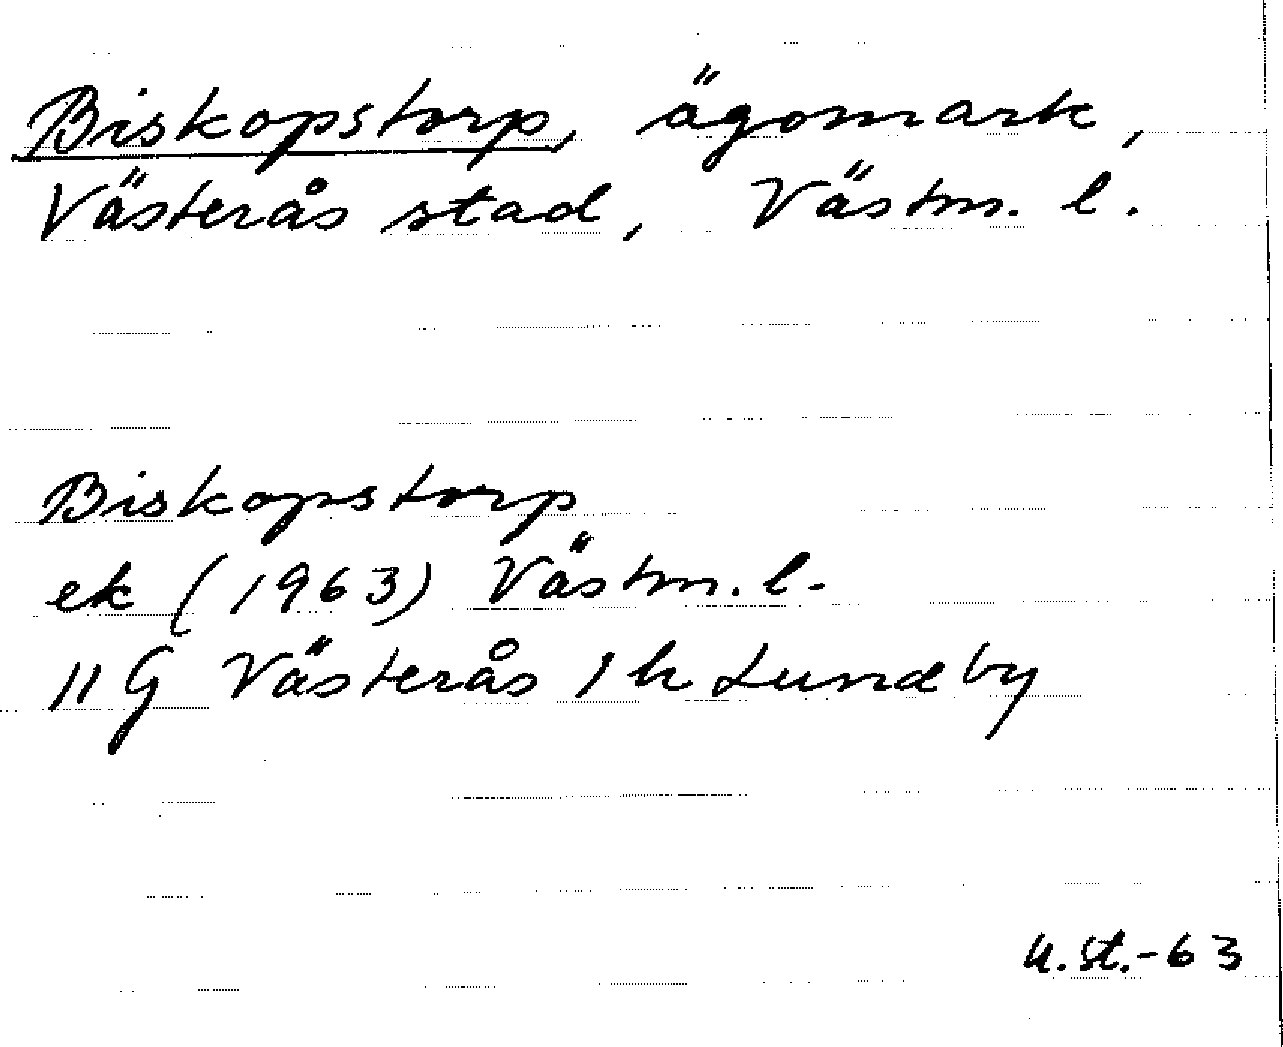 Biskopstorp, ägomark,
Västerås stad, Västm. l.
Biskopstorp
ek (1963) Västm. l.
11 G Västerås 1 h Lundby
U. St.-63